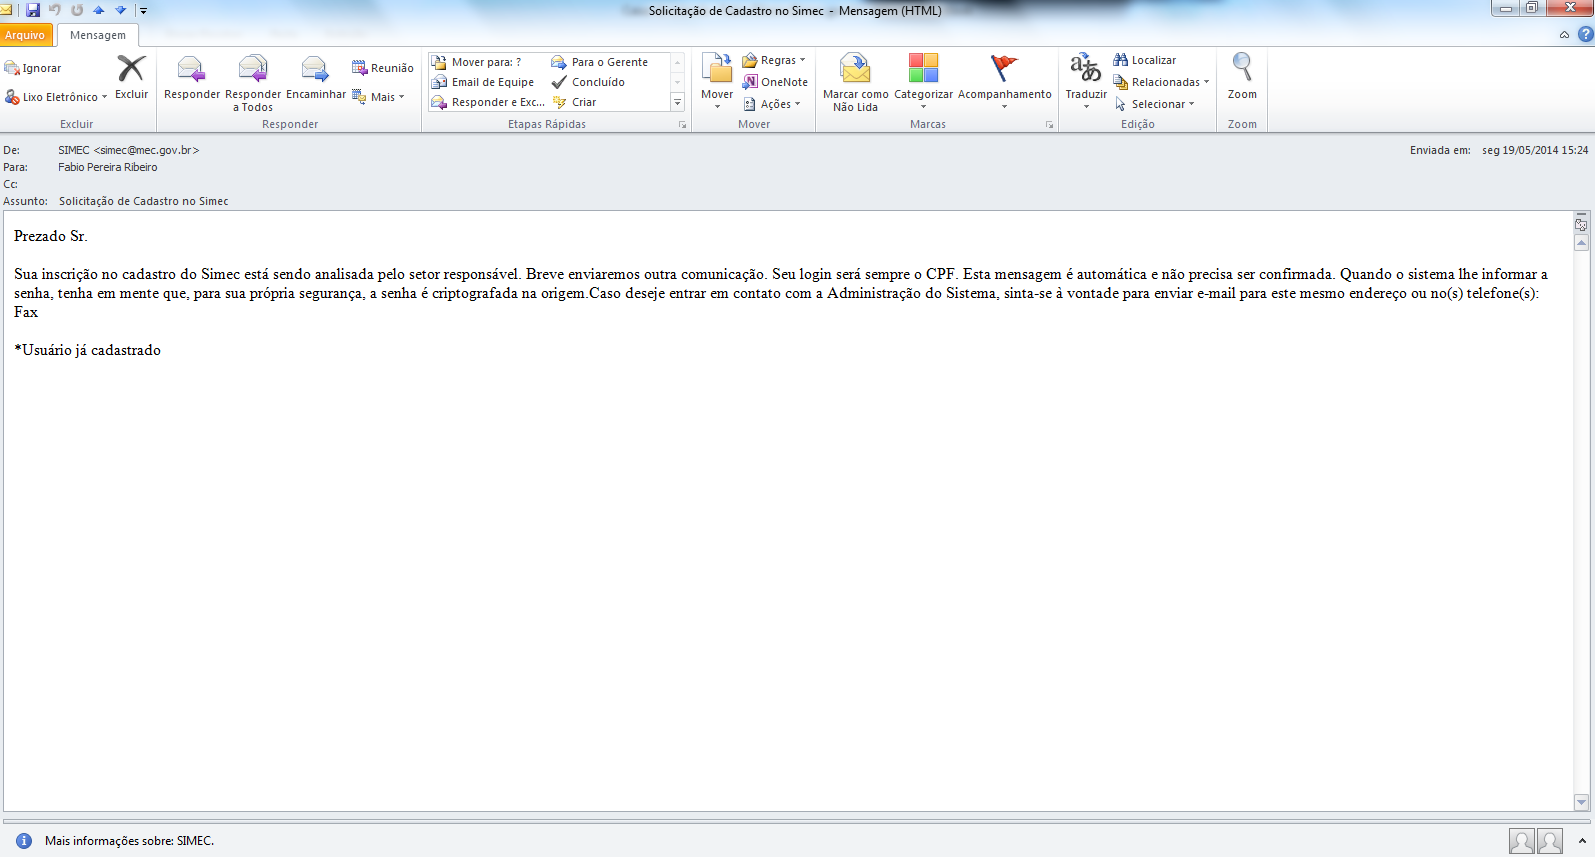 Solicitação de Cadastro no Simec - Mensagem (HTML)
Arquivo Mensagem
Ignorar
Lixo Eletrônico
Excluir
Excluir
Responder
Responder a Todos
Encaminhar
Reunião
Mais
Responder
Mover para: ?
Email de Equipe
Responder e Exc...
Para o Gerente
Concluído
Criar
Etapas Rápidas
Mover
Regras
OneNote
Ações
Mover
Marcar como Não Lida
Categorizar
Acompanhamento
Marcas
Traduzir
Localizar
Relacionadas
Selecionar
Edição
Zoom
Zoom
De: SIMEC <simec@mec.gov.br>
Enviada em: seg 19/05/2014 15:24
Para: Fabio Pereira Ribeiro
Cc:
Assunto: Solicitação de Cadastro no Simec
Prezado Sr.
Sua inscrição no cadastro do Simec está sendo analisada pelo setor responsável. Breve enviaremos outra comunicação. Seu login será sempre o CPF. Esta mensagem é automática e não precisa ser confirmada. Quando o sistema lhe informar a
senha, tenha em mente que, para sua própria segurança, a senha é criptografada na origem.Caso deseje entrar em contato com a Administração do Sistema, sinta-se à vontade para enviar e-mail para este mesmo endereço ou no(s) telefone(s):
Fax
*Usuário já cadastrado
Mais informações sobre: SIMEC.